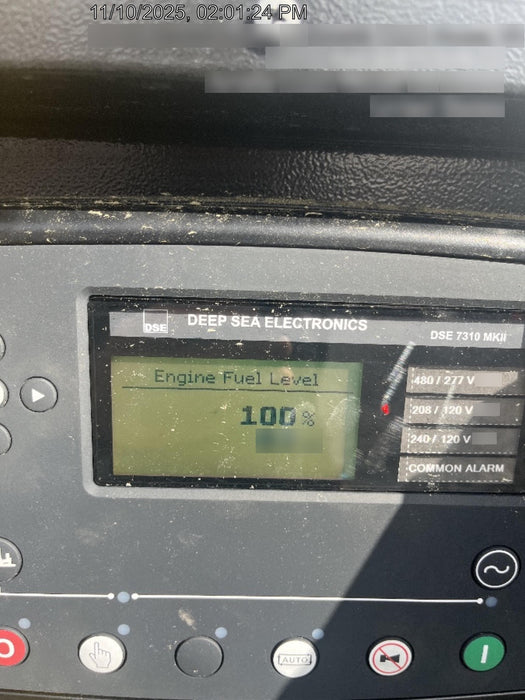 11/10/2025, 02:01:24 PM
DSE
DEEP SEA ELECTRONICS
DSE 7310 MKII
Engine Fuel Level
100 %
480 / 277 V
208 / 120 V
240 / 120 V
COMMON ALARM
AUTO